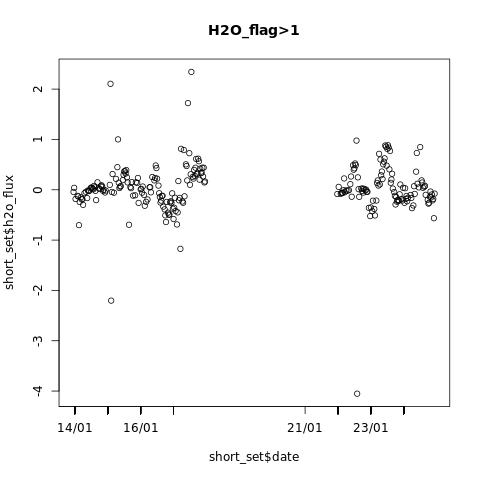 H2O_flag>1
short_set$h2o_flux
2
1
0
-1
-2
-3
-4
14/01 16/01 21/01 23/01
short_set$date